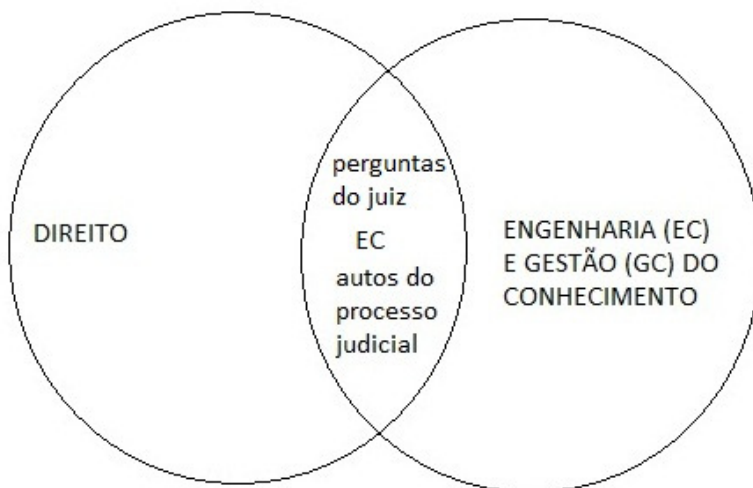 DIREITO
perguntas
do juiz
EC
autos do
processo
judicial
ENGENHARIA (EC)
E GESTÃO (GC) DO
CONHECIMENTO